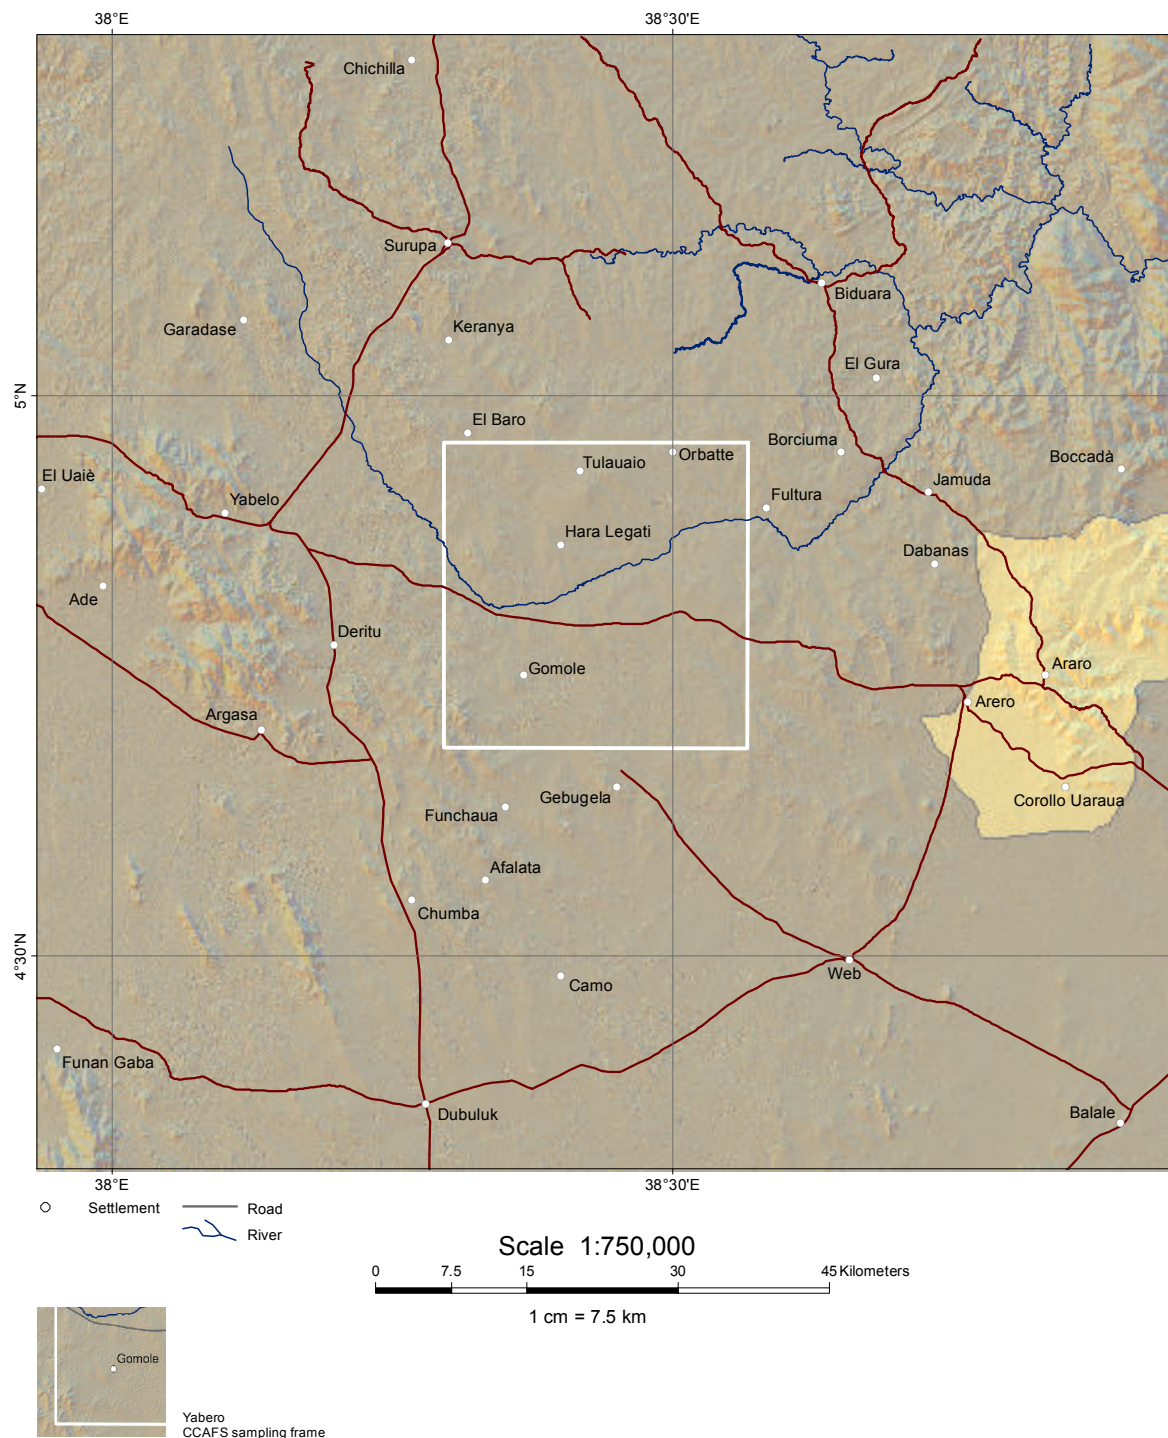 38°E 38°30'E
Chichilla
Surupa
Biduara
Garadase
Keranya
El Gura
5°N
El Baro
Borciuma
Orbatte
Tulauaio
Boccadà
El Uaiè
Jamuda
Yabelo
Fultura
Hara Legati
Dabanas
Ade
Deritu
Araro
Gomole
Arero
Argasa
Gebugela
Corollo Uaraua
Funchaua
Afalata
Chumba
4°30'N
Web
Camo
Funan Gaba
Dubuluk
Balale
38°E 38°30'E
Settlement Road
River
Scale 1:750,000
0 7.5 15 30 45 Kilometers
1 cm = 7.5 km
Gomole
Yabero
CCAFS sampling frame